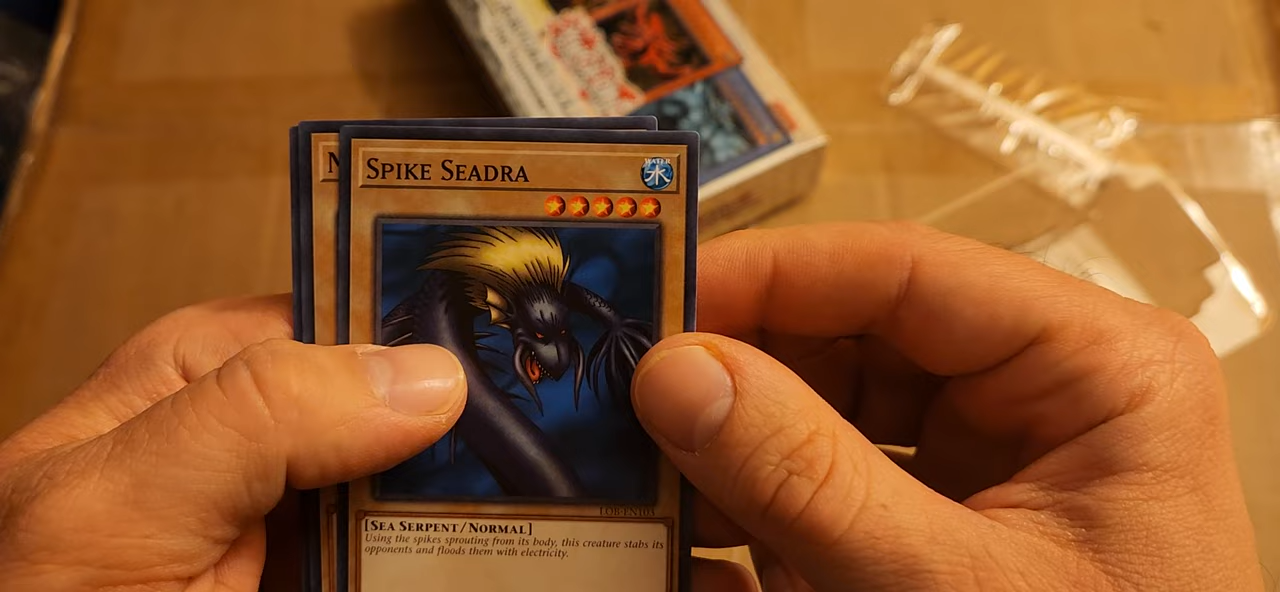 N
SPIKE SEADRA
WATER
水
LOB-EN103
[SEA SERPENT/NORMAL]
Using the spikes sprouting from its body, this creature stabs its
opponents and floods them with electricity.